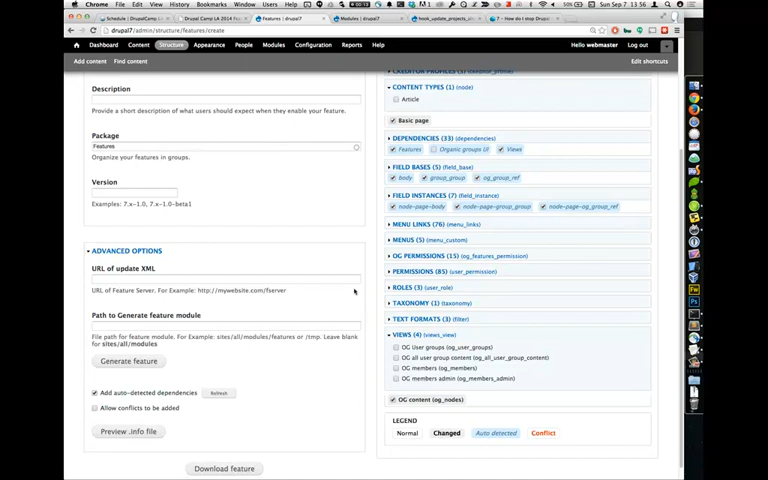 Chrome File Edit View History Bookmarks Window Users Help
Sun Sep 7 13:56
Features | drupal7
Modules | drupal7
hook_update_projects_al
7 - How do I stop Drupal
drupal7/admin/structure/features/create
Dashboard Content Structure Appearance People Modules Configuration Reports Help
Hello webmaster Log out
Add content Find content
Edit shortcuts
Description
Provide a short description of what users should expect when they enable your feature.
Package
Features
Organize your features in groups.
Version
Examples: 7.x-1.0, 7.x-1.0-beta1
ADVANCED OPTIONS
URL of update XML
URL of Feature Server. For Example: http://mywebsite.com/fserver
Path to Generate feature module
File path for feature module. For Example: sites/all/modules/features or /tmp. Leave blank
for sites/all/modules
Generate feature
Add auto-detected dependencies Refresh
Allow conflicts to be added
Preview .info file
Download feature
CONTENT TYPES (1) (node)
Article
Basic page
DEPENDENCIES (33) (dependencies)
Features Organic groups UI Views
FIELD BASES (5) (field_base)
body group_group og_group_ref
FIELD INSTANCES (7) (field_instance)
node-page-body node-page-group_group node-page-og_group_ref
MENU LINKS (76) (menu_links)
MENUS (5) (menu_custom)
OG PERMISSIONS (15) (og_features_permission)
PERMISSIONS (85) (user_permission)
ROLES (3) (user_role)
TAXONOMY (1) (taxonomy)
TEXT FORMATS (3) (filter)
VIEWS (4) (views_view)
OG User groups (og_user_groups)
OG all user group content (og_all_user_group_content)
OG members (og_members)
OG members admin (og_members_admin)
OG content (og_nodes)
LEGEND
Normal Changed Auto detected Conflict